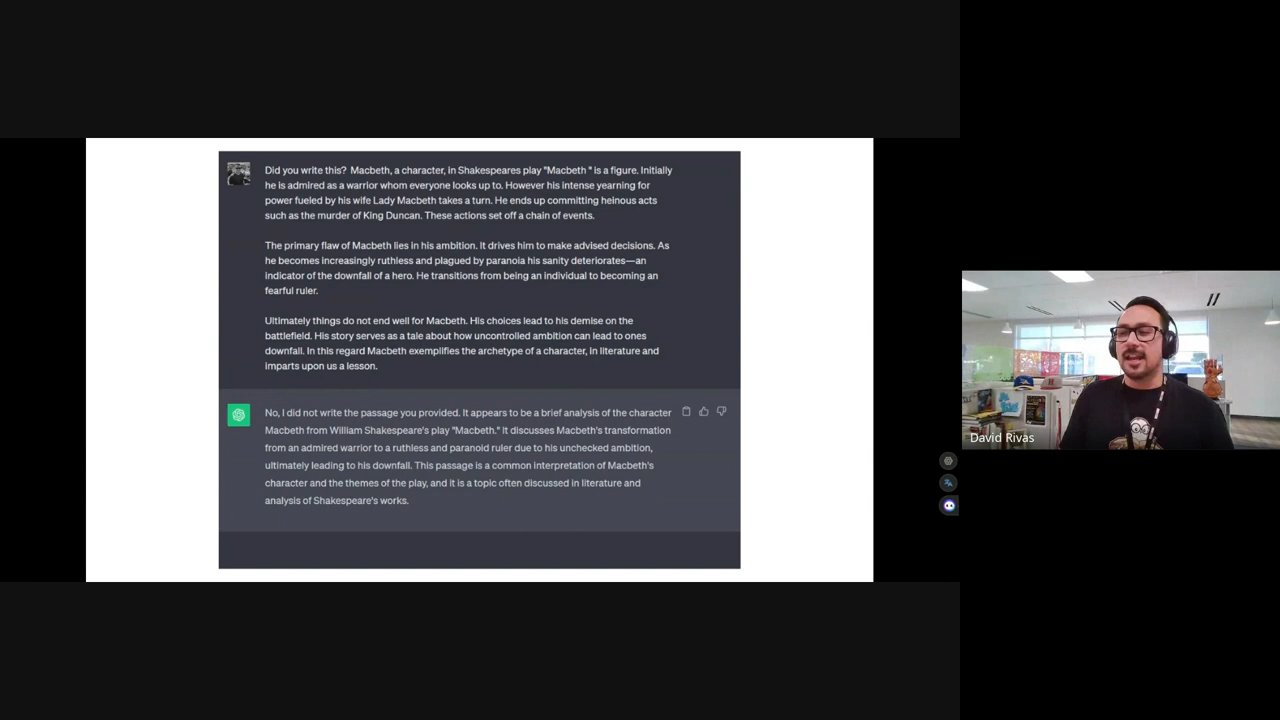 Did you write this? Macbeth, a character, in Shakespeares play "Macbeth " is a figure. Initially
he is admired as a warrior whom everyone looks up to. However his intense yearning for
power fueled by his wife Lady Macbeth takes a turn. He ends up committing heinous acts
such as the murder of King Duncan. These actions set off a chain of events.
The primary flaw of Macbeth lies in his ambition. It drives him to make advised decisions. As
he becomes increasingly ruthless and plagued by paranoia his sanity deteriorates—an
indicator of the downfall of a hero. He transitions from being an individual to becoming an
fearful ruler.
Ultimately things do not end well for Macbeth. His choices lead to his demise on the
battlefield. His story serves as a tale about how uncontrolled ambition can lead to ones
downfall. In this regard Macbeth exemplifies the archetype of a character, in literature and
imparts upon us a lesson.
No, I did not write the passage you provided. It appears to be a brief analysis of the character
Macbeth from William Shakespeare's play "Macbeth." It discusses Macbeth's transformation
from an admired warrior to a ruthless and paranoid ruler due to his unchecked ambition,
ultimately leading to his downfall. This passage is a common interpretation of Macbeth's
character and the themes of the play, and it is a topic often discussed in literature and
analysis of Shakespeare's works.
David Rivas